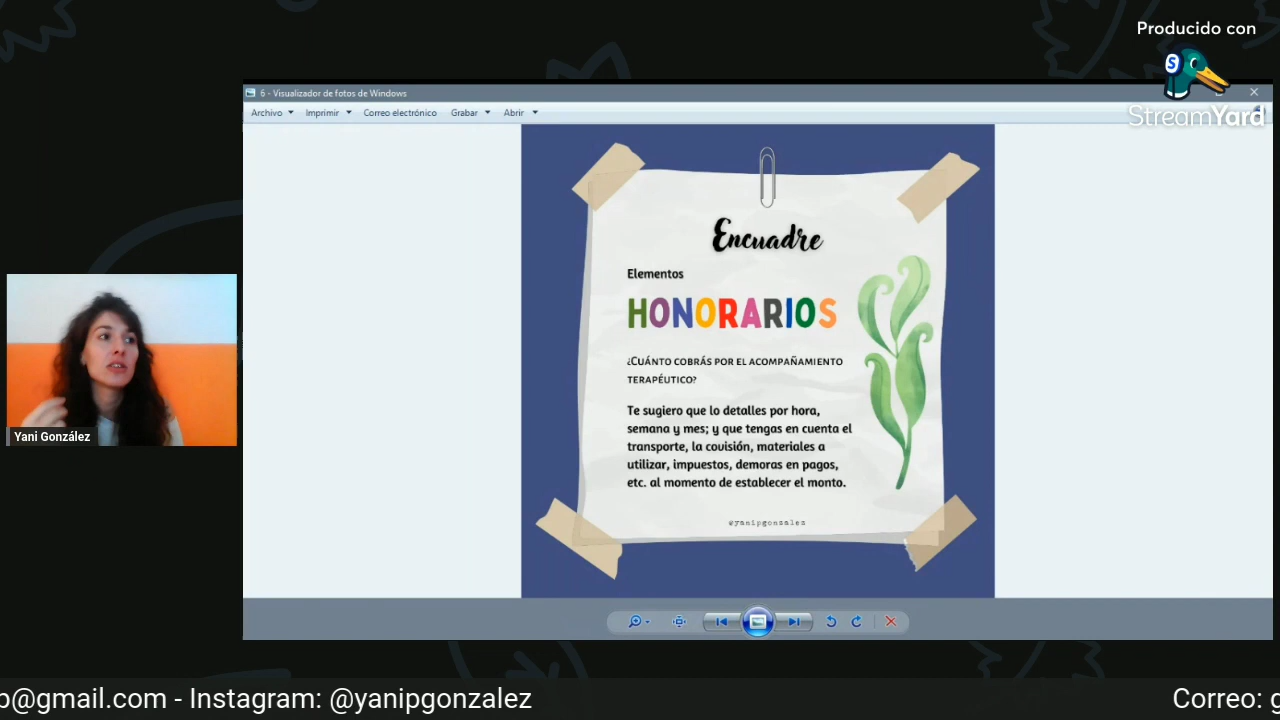 Producido con
StreamYard
6 - Visualizador de fotos de Windows
Archivo Imprimir Correo electrónico Grabar Abrir
Encuadre
Elementos
HONORARIOS
¿CUÁNTO COBRÁS POR EL ACOMPAÑAMIENTO
TERAPÉUTICO?
Te sugiero que lo detalles por hora,
semana y mes; y que tengas en cuenta el
transporte, la covisión, materiales a
utilizar, impuestos, demoras en pagos,
etc. al momento de establecer el monto.
@yanipgonzalez
Yani González
@gmail.com - Instagram: @yanipgonzalez
Correo: g